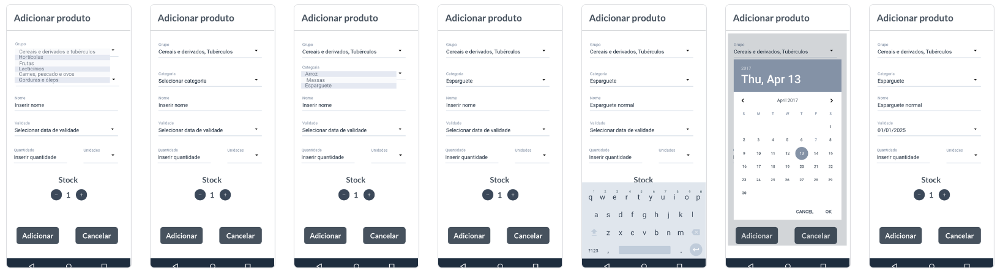 Adicionar produto
Grupo
Cereais e derivados e tubérculos
Hortícolas
Frutas
Lacticínios
Carnes, pescado e ovos
Gorduras e óleos
Nome
Inserir nome
Validade
Selecionar data de validade
Quantidade
Unidades
Inserir quantidade
Stock
− 1 +
Adicionar
Cancelar
Adicionar produto
Grupo
Cereais e derivados, Tubérculos
Categoria
Selecionar categoria
Nome
Inserir nome
Validade
Selecionar data de validade
Quantidade
Unidades
Inserir quantidade
Stock
− 1 +
Adicionar
Cancelar
Adicionar produto
Grupo
Cereais e derivados, Tubérculos
Categoria
Arroz
Massas
Esparguete
Nome
Inserir nome
Validade
Selecionar data de validade
Quantidade
Unidades
Inserir quantidade
Stock
− 1 +
Adicionar
Cancelar
Adicionar produto
Grupo
Cereais e derivados, Tubérculos
Categoria
Esparguete
Nome
Inserir nome
Validade
Selecionar data de validade
Quantidade
Unidades
Inserir quantidade
Stock
− 1 +
Adicionar
Cancelar
Adicionar produto
Grupo
Cereais e derivados, Tubérculos
Categoria
Esparguete
Nome
Esparguete normal
Validade
Selecionar data de validade
Quantidade
Unidades
Inserir quantidade
Stock
1 2 3 4 5 6 7 8 9 0
q w e r t y u i o p
a s d f g h j k l
z x c v b n m
?123 , .
Adicionar produto
Grupo
Cereais e derivados, Tubérculos
2017
Thu, Apr 13
April 2017
S M T W T F S
1
2 3 4 5 6 7 8
9 10 11 12 13 14 15
16 17 18 19 20 21 22
23 24 25 26 27 28 29
30
CANCEL OK
Adicionar
Cancelar
Adicionar produto
Grupo
Cereais e derivados, Tubérculos
Categoria
Esparguete
Nome
Esparguete normal
Validade
01/01/2025
Quantidade
Unidades
Inserir quantidade
Stock
− 1 +
Adicionar
Cancelar